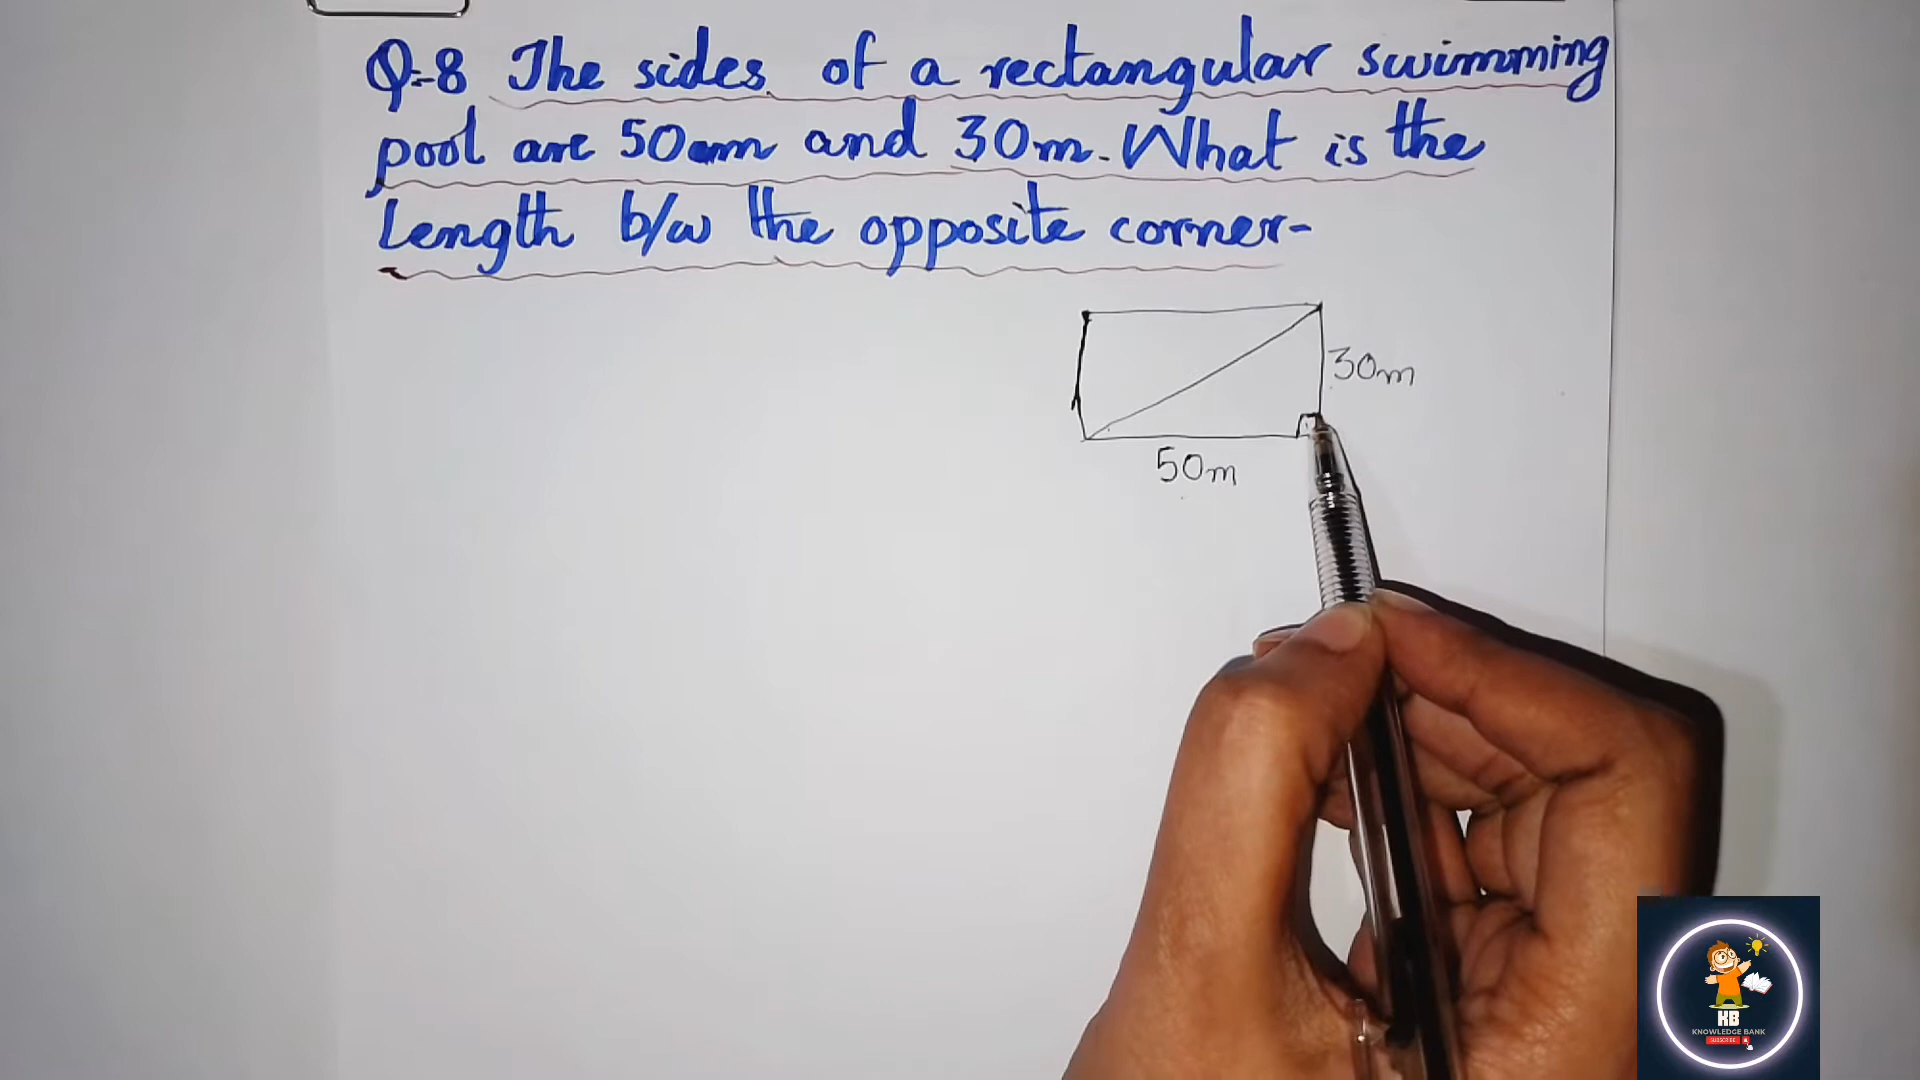 Q:-8 The sides of a rectangular swimming
pool are 50m and 30m. What is the
length b/w the opposite corner-
30m
50m
KB
KNOWLEDGE BANK
SUBSCRIBE